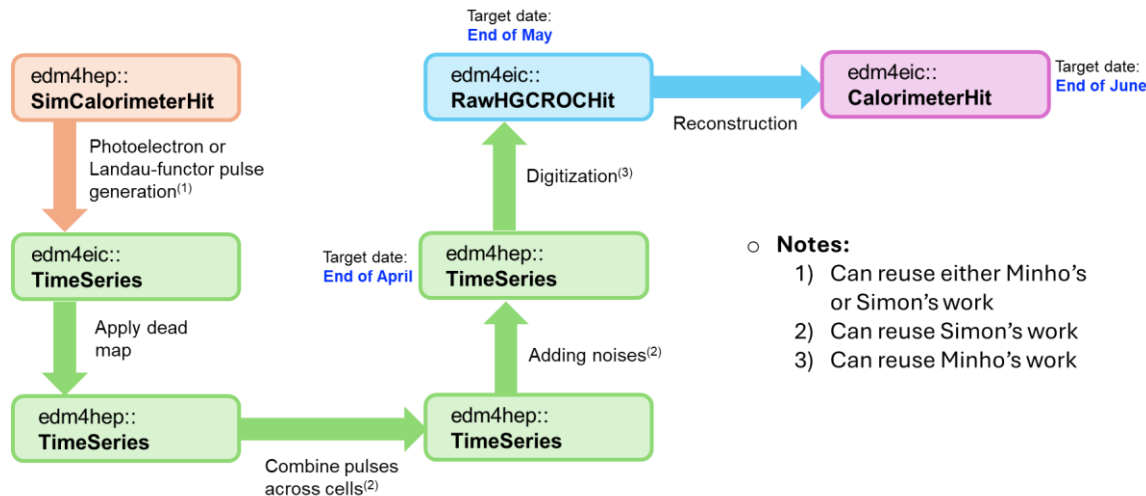 edm4hep::
SimCalorimeterHit
Photoelectron or
Landau-functor pulse
generation(1)
edm4eic::
TimeSeries
Apply dead
map
edm4hep::
TimeSeries
Combine pulses
across cells(2)
edm4hep::
TimeSeries
Adding noises(2)
Target date:
End of April
edm4hep::
TimeSeries
Digitization(3)
Target date:
End of May
edm4eic::
RawHGCROCHit
Reconstruction
edm4eic::
CalorimeterHit
Target date:
End of June
o Notes:
1) Can reuse either Minho's
or Simon's work
2) Can reuse Simon's work
3) Can reuse Minho's work